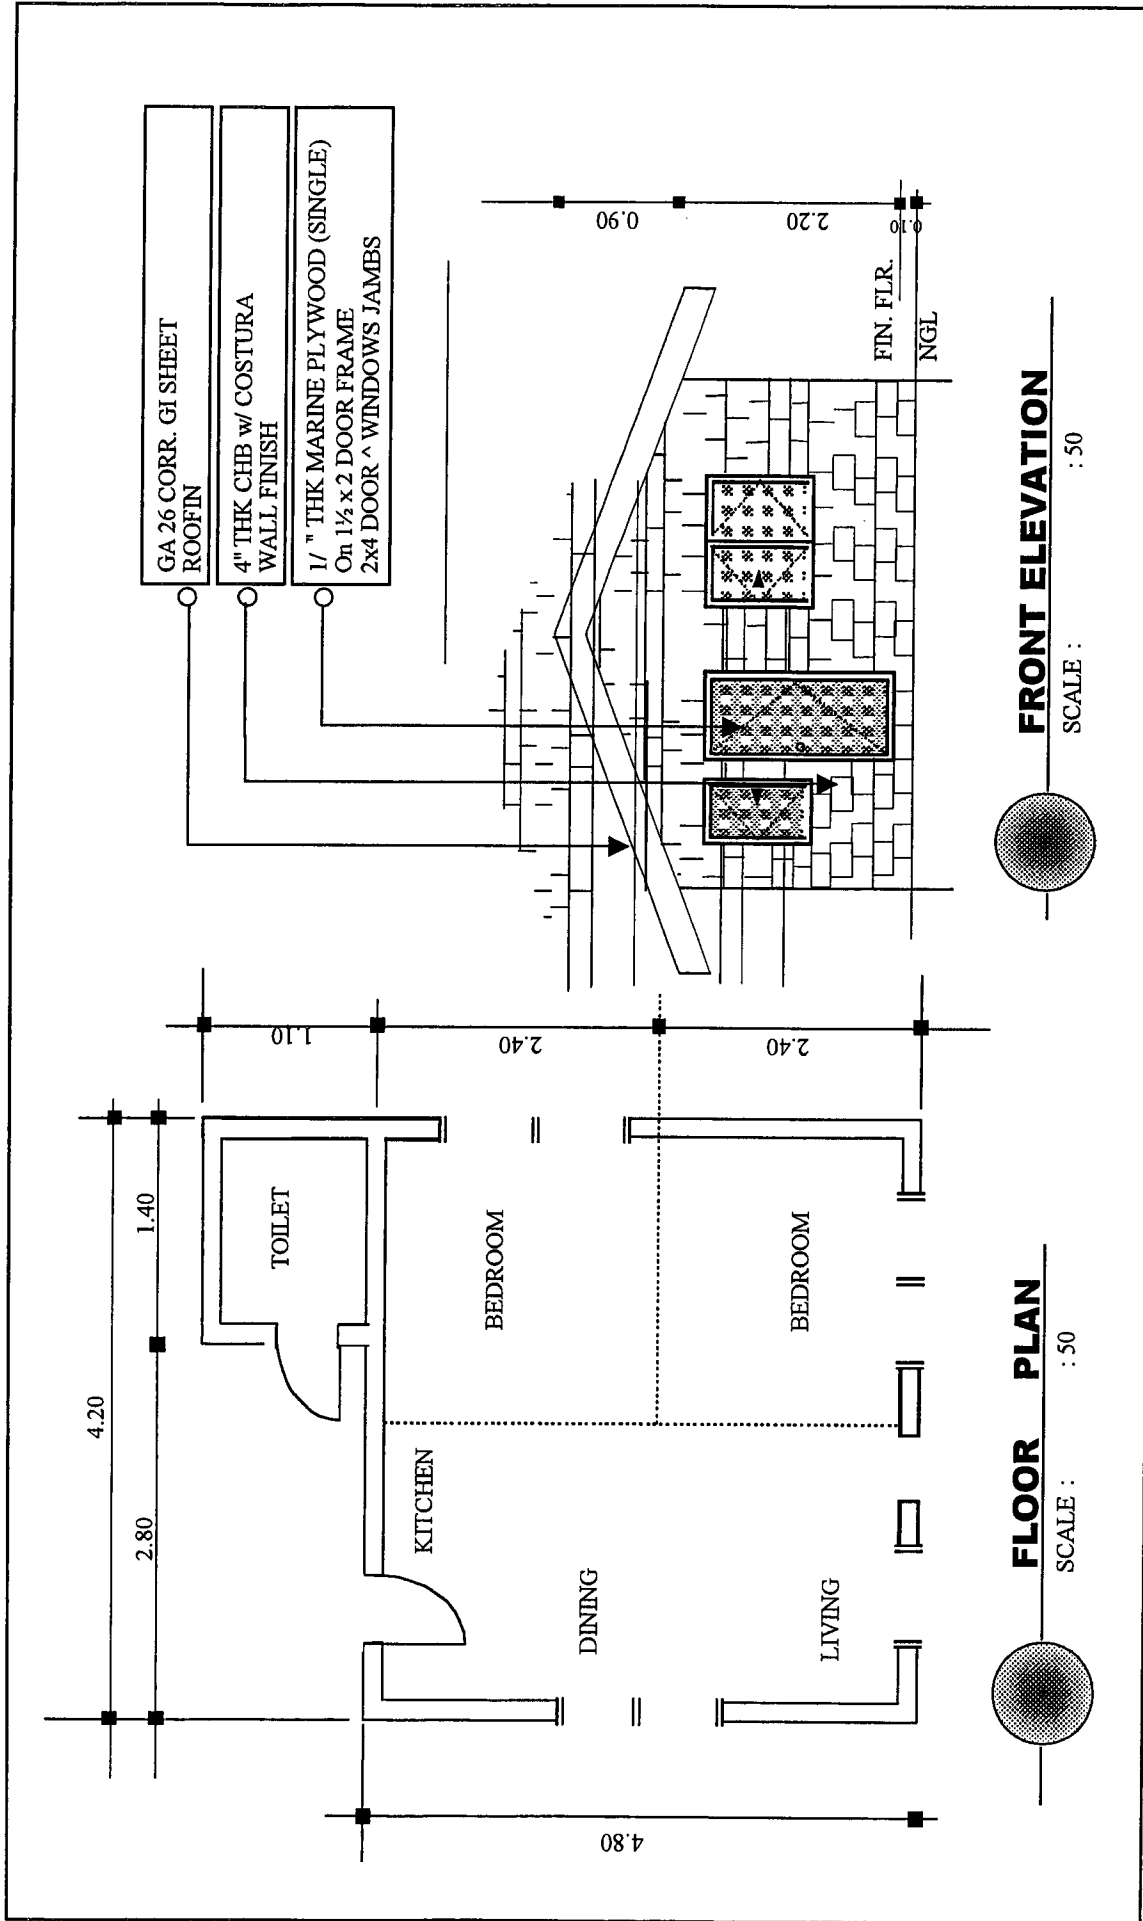 4.20
2.80
1.40
1.10
2.40
2.40
4.80
TOILET
KITCHEN
BEDROOM
DINING
BEDROOM
LIVING
FLOOR PLAN
SCALE : : 50
GA 26 CORR. GI SHEET
ROOFIN
4" THK CHB w/ COSTURA
WALL FINISH
1/ " THK MARINE PLYWOOD (SINGLE)
On 1½ x 2 DOOR FRAME
2x4 DOOR ^ WINDOWS JAMBS
0.90
2.20
0.10
FIN. FLR.
NGL
FRONT ELEVATION
SCALE : : 50